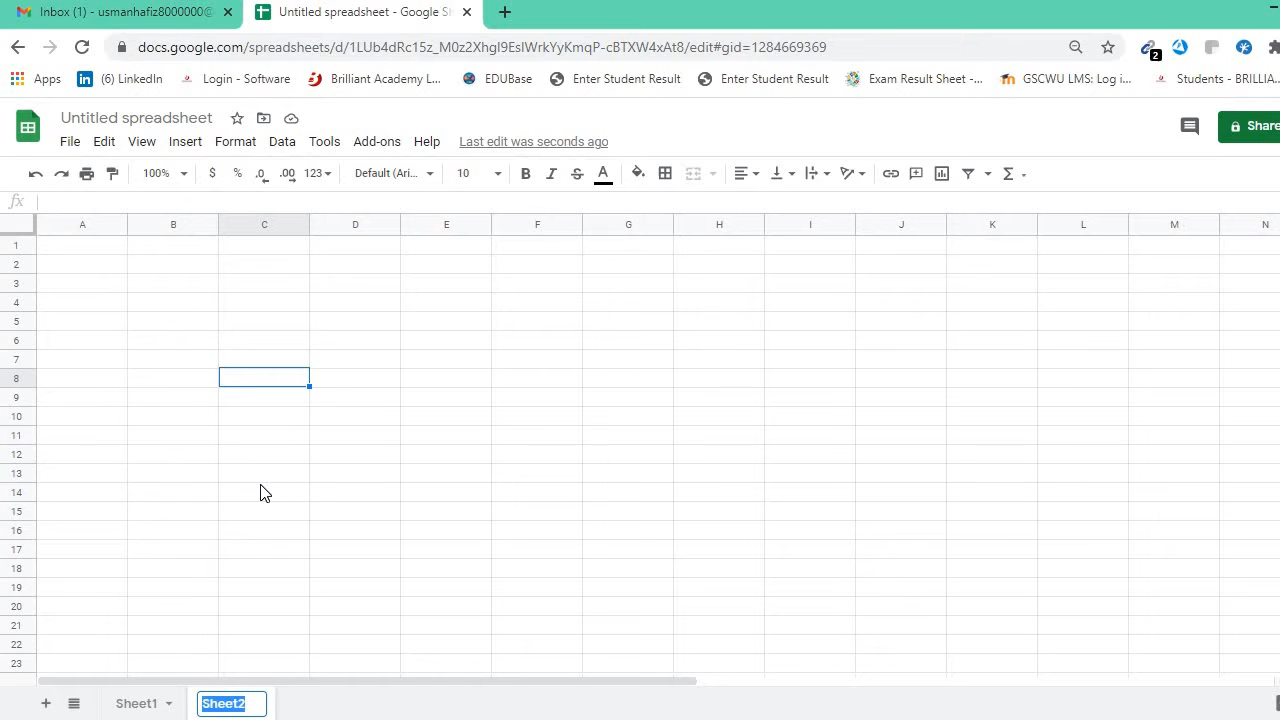 Inbox (1) - usmanhafiz8000000@
Untitled spreadsheet - Google Sh
docs.google.com/spreadsheets/d/1LUb4dRc15z_M0z2XhgI9EsIWrkYyKmqP-cBTXW4xAt8/edit#gid=1284669369
2
Apps
(6) LinkedIn
Login - Software
Brilliant Academy L...
EDUBase
Enter Student Result
Enter Student Result
Exam Result Sheet -...
GSCWU LMS: Log i...
Students - BRILLIA...
Untitled spreadsheet
Share
File Edit View Insert Format Data Tools Add-ons Help Last edit was seconds ago
100% $ % .0 .00 123 Default (Ari... 10 B I S A Σ
fx
A B C D E F G H I J K L M N
1
2
3
4
5
6
7
8
9
10
11
12
13
14
15
16
17
18
19
20
21
22
23
+ Sheet1 Sheet2